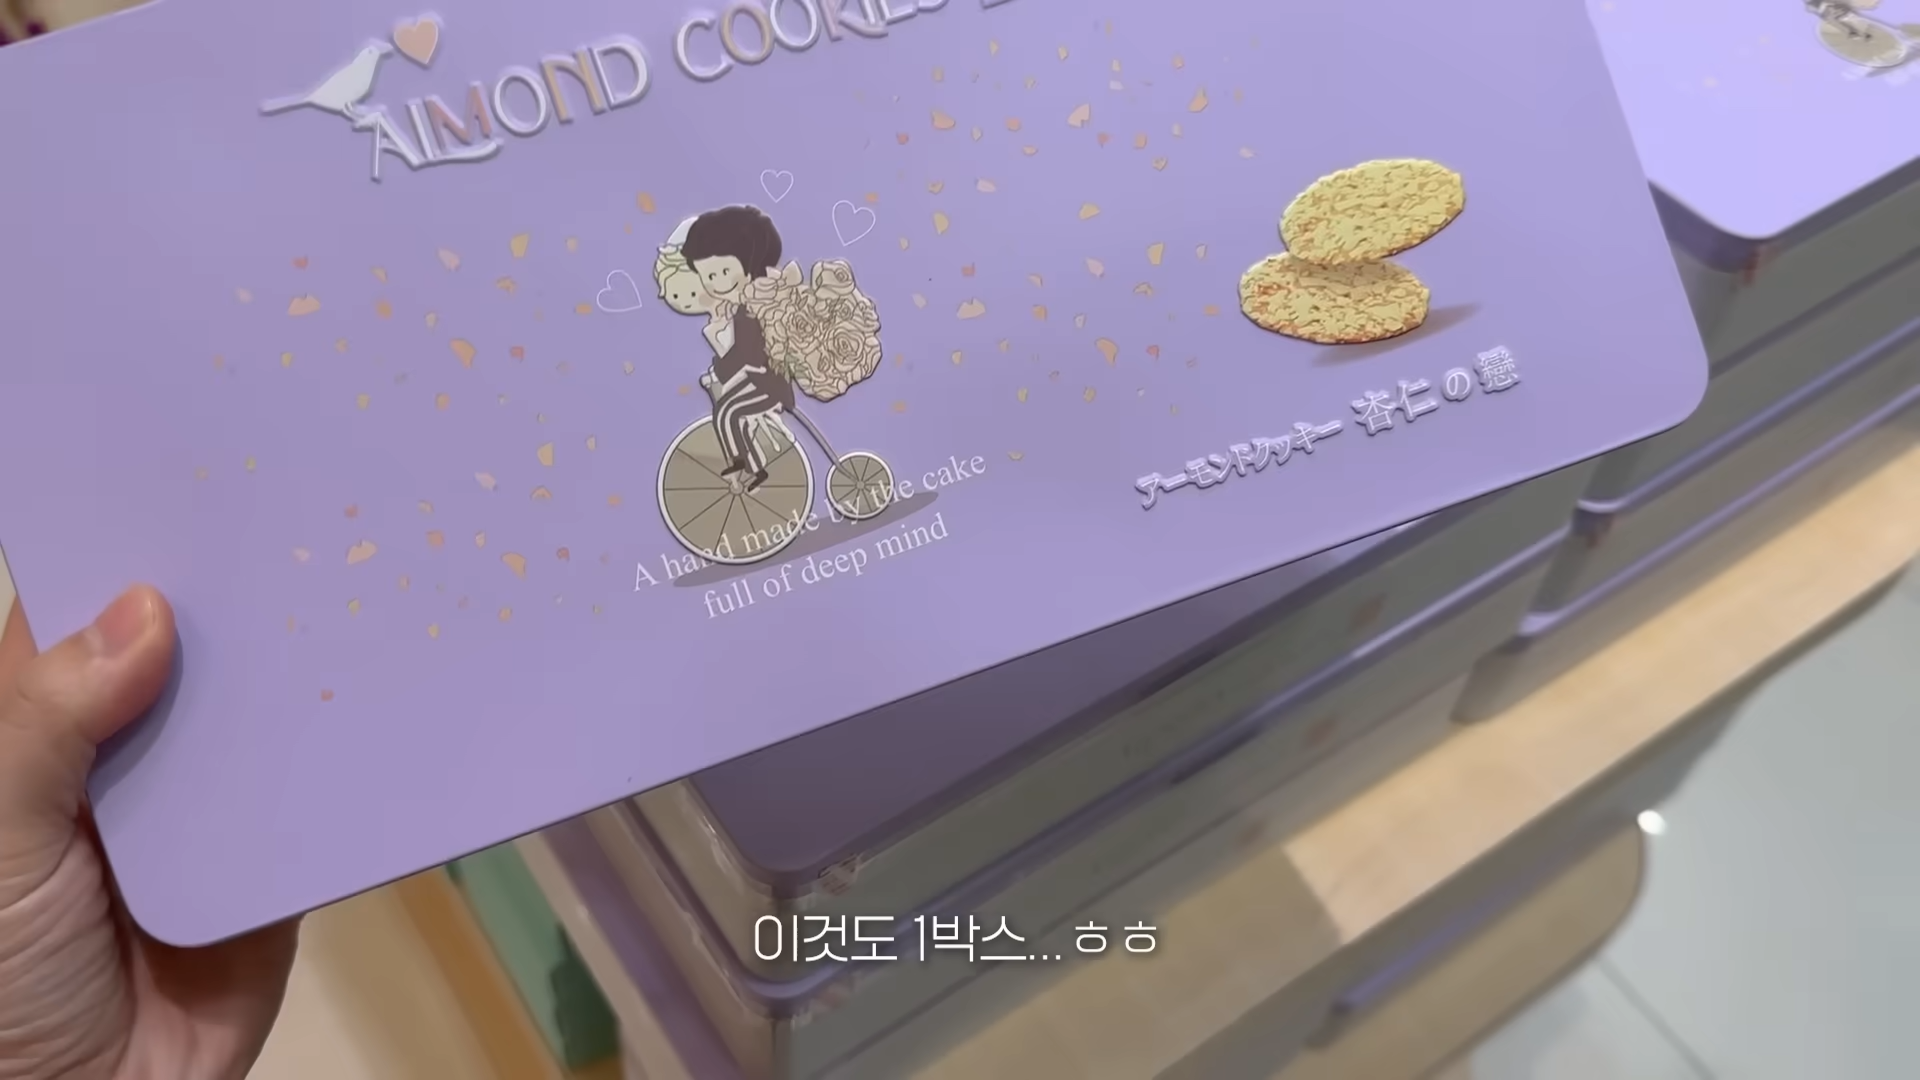 ALMOND COOKIES
アーモンドクッキー 杏仁の戀
A hand made by the cake
full of deep mind
이것도 1박스...ㅎㅎ